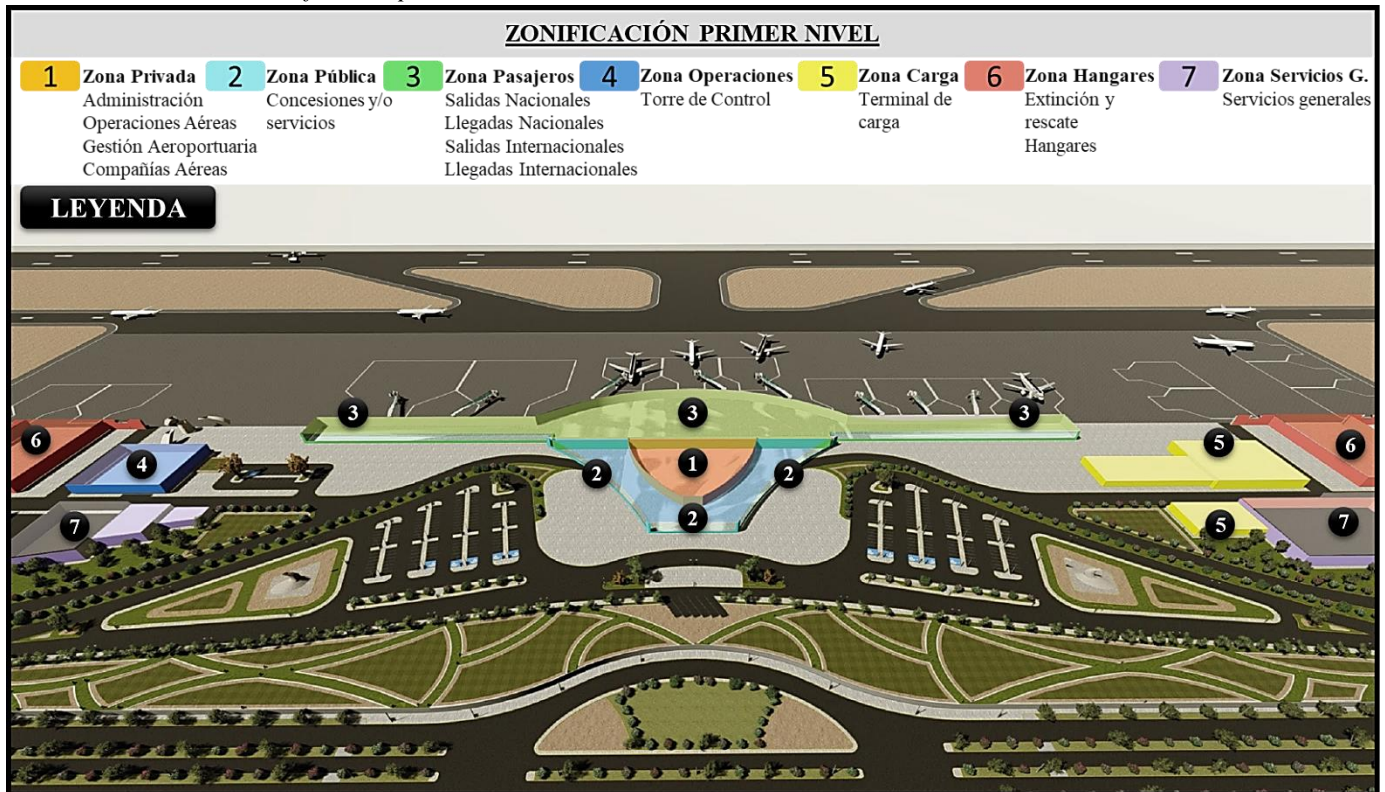 ZONIFICACIÓN PRIMER NIVEL
1 Zona Privada
Administración
Operaciones Aéreas
Gestión Aeroportuaria
Compañías Aéreas
2 Zona Pública
Concesiones y/o
servicios
3 Zona Pasajeros
Salidas Nacionales
Llegadas Nacionales
Salidas Internacionales
Llegadas Internacionales
4 Zona Operaciones
Torre de Control
5 Zona Carga
Terminal de
carga
6 Zona Hangares
Extinción y
rescate
Hangares
7 Zona Servicios G.
Servicios generales
LEYENDA
3
3
3
6
4
2
1
2
5
6
7
2
5
7